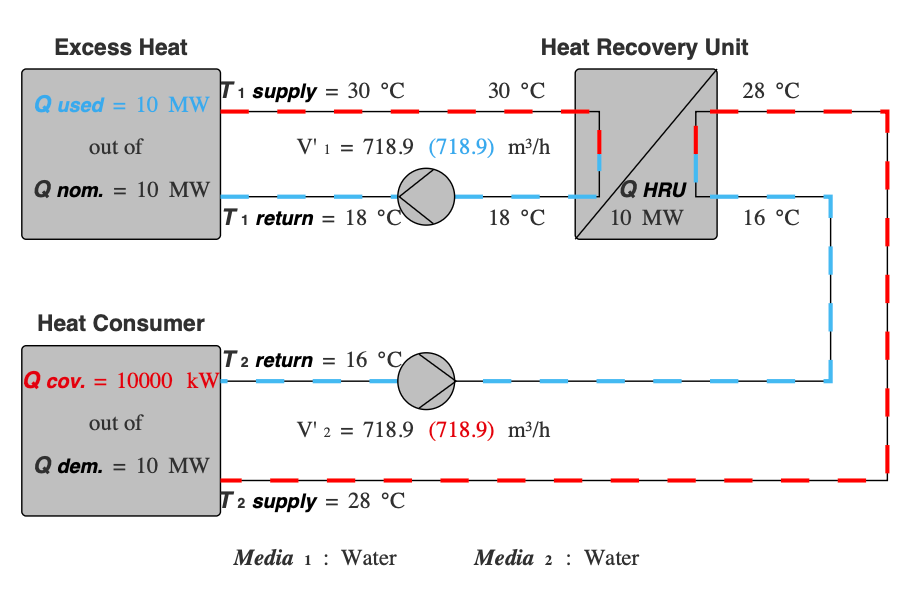 Excess Heat
Heat Recovery Unit
Q used = 10 MW
out of
Q nom. = 10 MW
T 1 supply = 30 °C
30 °C
28 °C
V' 1 = 718.9 (718.9) m³/h
T 1 return = 18 °C
18 °C
Q HRU
10 MW
16 °C
Heat Consumer
Q cov. = 10000 kW
out of
Q dem. = 10 MW
T 2 return = 16 °C
V' 2 = 718.9 (718.9) m³/h
T 2 supply = 28 °C
Media 1 : Water
Media 2 : Water